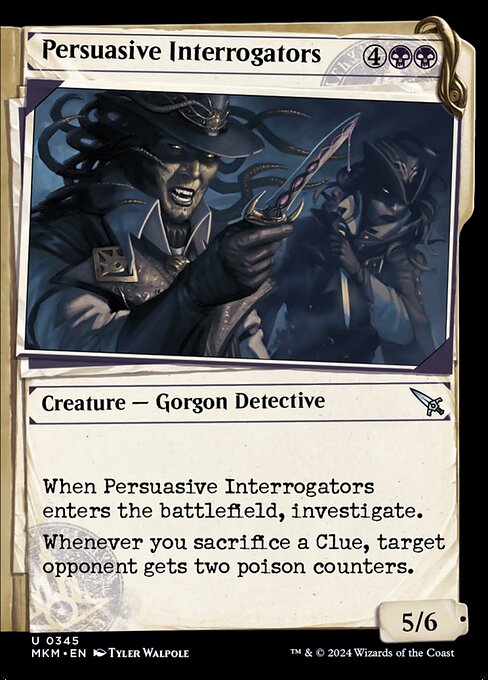 Persuasive Interrogators 4
Creature — Gorgon Detective
When Persuasive Interrogators
enters the battlefield, investigate.
Whenever you sacrifice a Clue, target
opponent gets two poison counters.
5/6
U 0345
MKM • EN Tyler Walpole
™ & © 2024 Wizards of the Coast